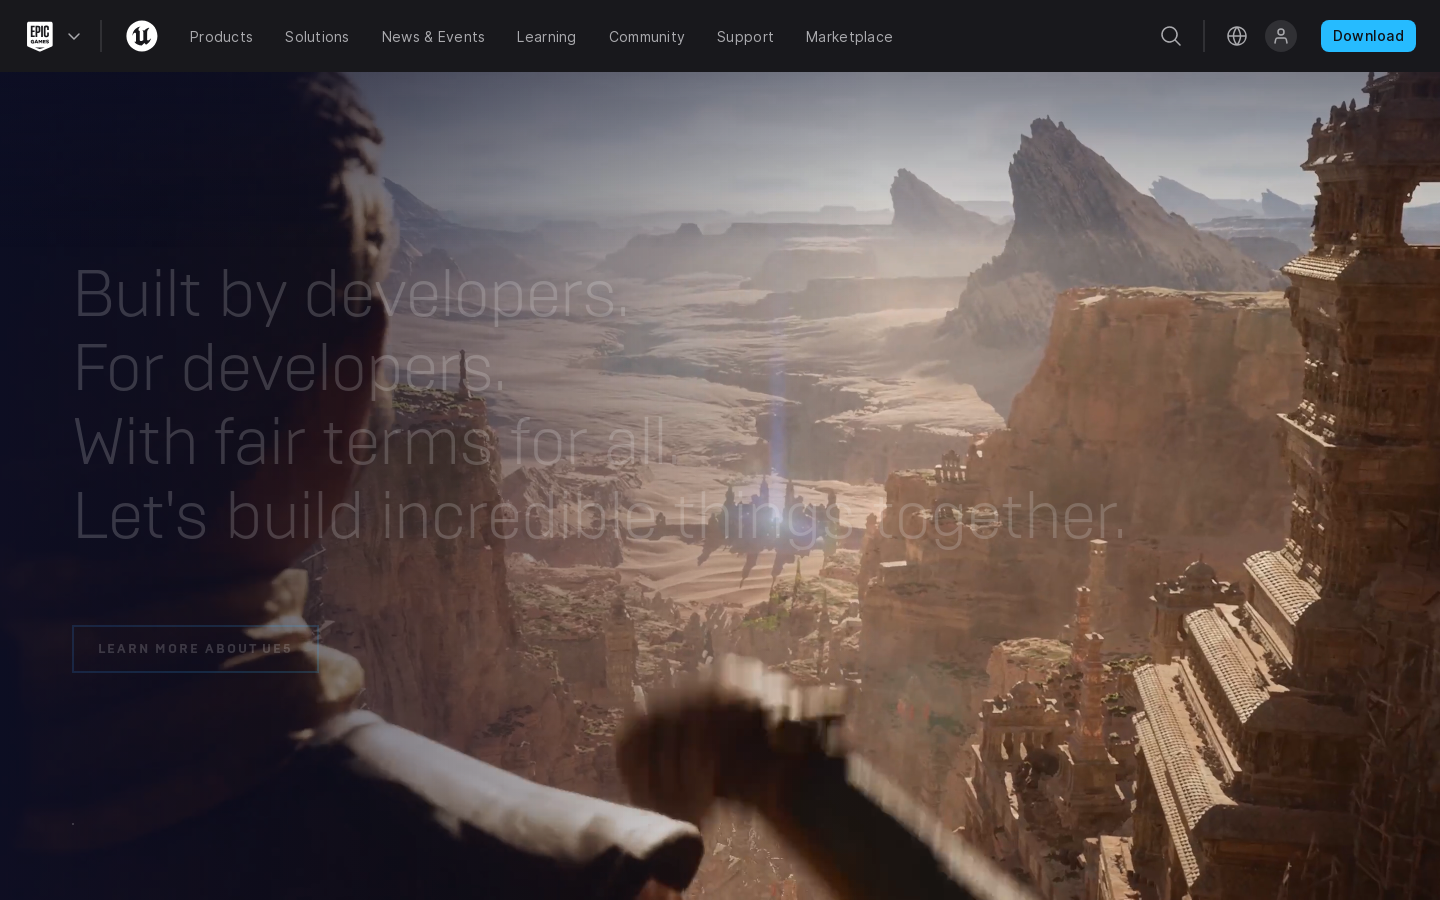 EPIC GAMES
Products
Solutions
News & Events
Learning
Community
Support
Marketplace
Download
Built by developers.
For developers.
With fair terms for all.
Let's build incredible things together.
LEARN MORE ABOUT UE5